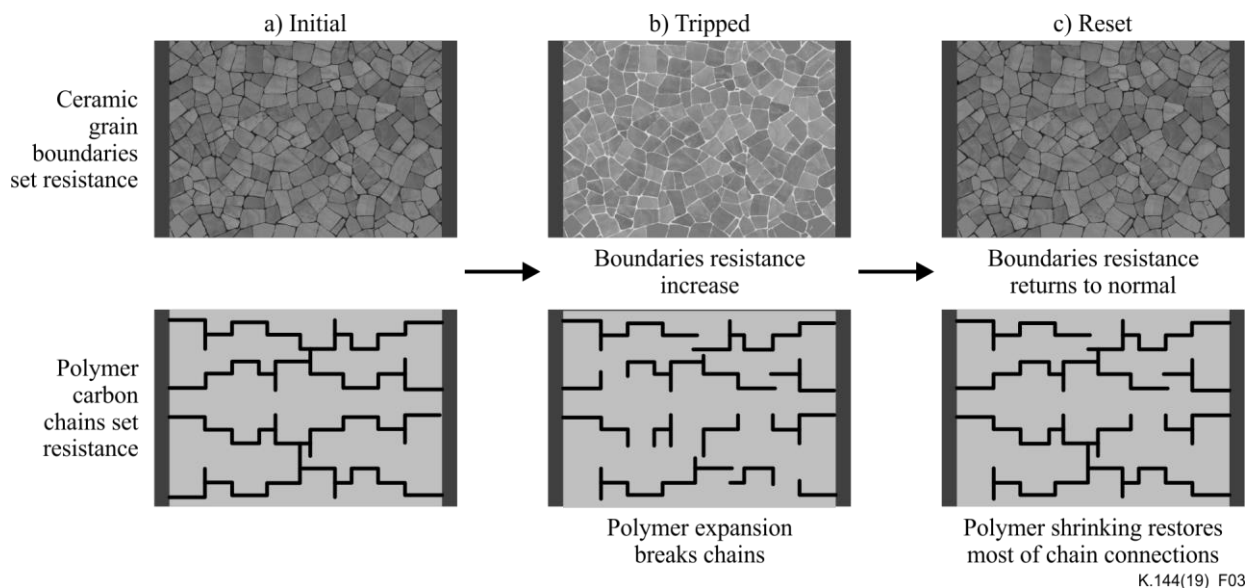 a) Initial
b) Tripped
c) Reset
Ceramic
grain
boundaries
set resistance
Boundaries resistance
increase
Boundaries resistance
returns to normal
Polymer
carbon
chains set
resistance
Polymer expansion
breaks chains
Polymer shrinking restores
most of chain connections
K.144(19)_F03